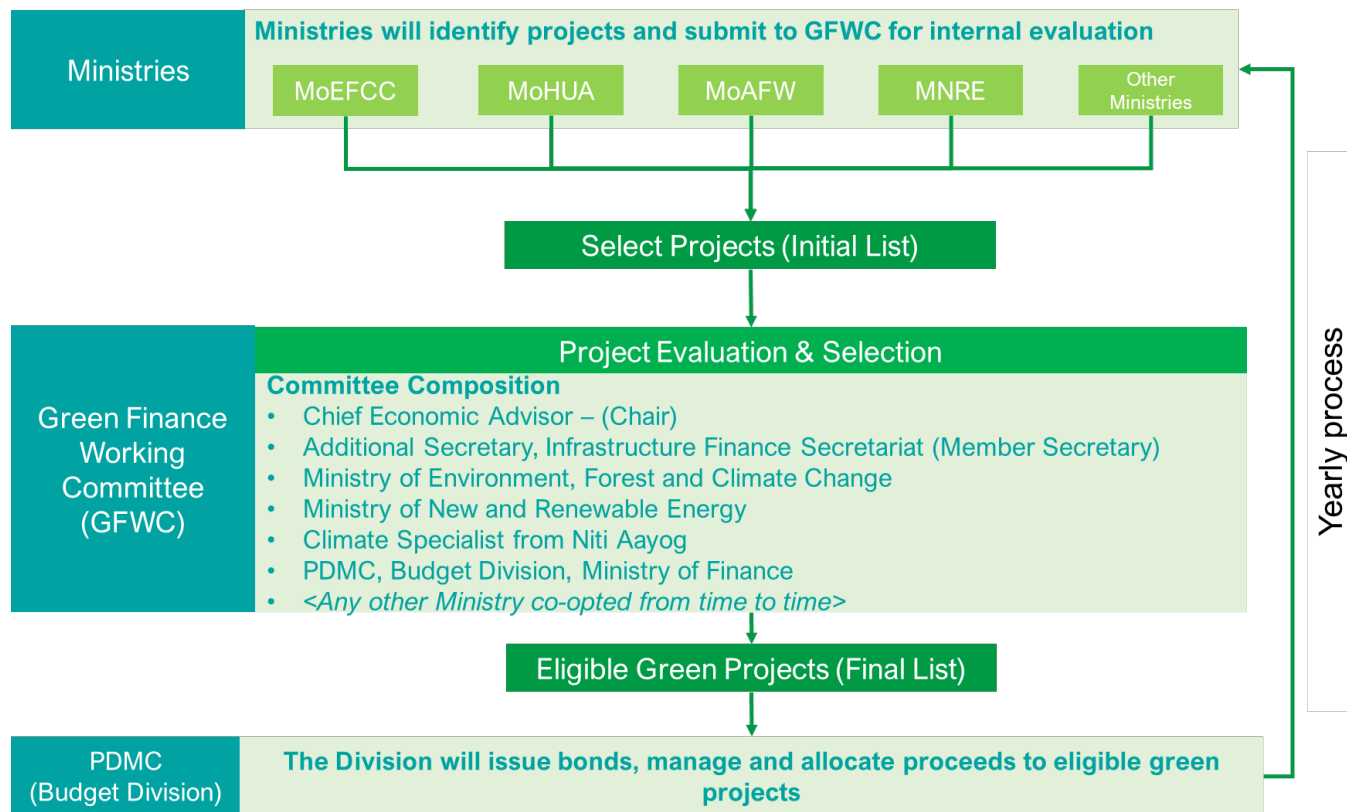 Ministries
Ministries will identify projects and submit to GFWC for internal evaluation
MoEFCC
MoHUA
MoAFW
MNRE
Other
Ministries
Select Projects (Initial List)
Green Finance
Working
Committee
(GFWC)
Project Evaluation & Selection
Committee Composition
• Chief Economic Advisor – (Chair)
• Additional Secretary, Infrastructure Finance Secretariat (Member Secretary)
• Ministry of Environment, Forest and Climate Change
• Ministry of New and Renewable Energy
• Climate Specialist from Niti Aayog
• PDMC, Budget Division, Ministry of Finance
• <Any other Ministry co-opted from time to time>
Eligible Green Projects (Final List)
PDMC
(Budget Division)
The Division will issue bonds, manage and allocate proceeds to eligible green
projects
Yearly process